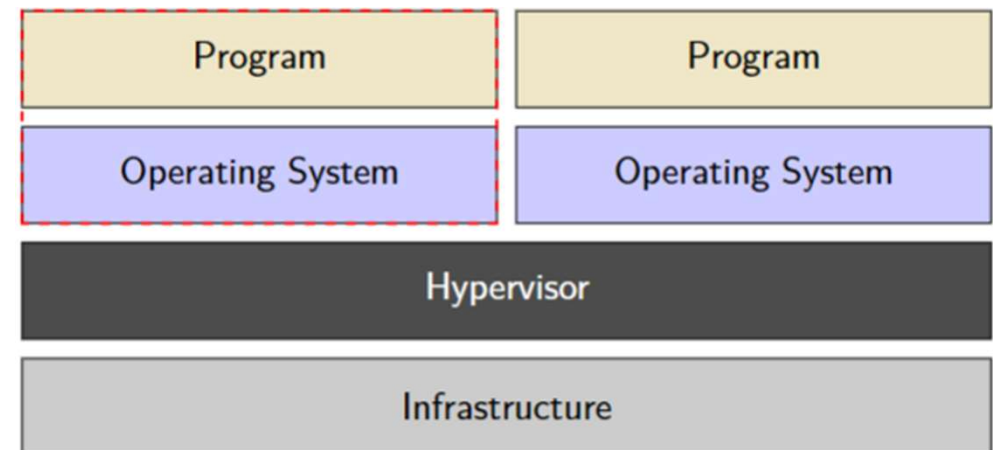 Program
Program
Operating System
Operating System
Hypervisor
Infrastructure